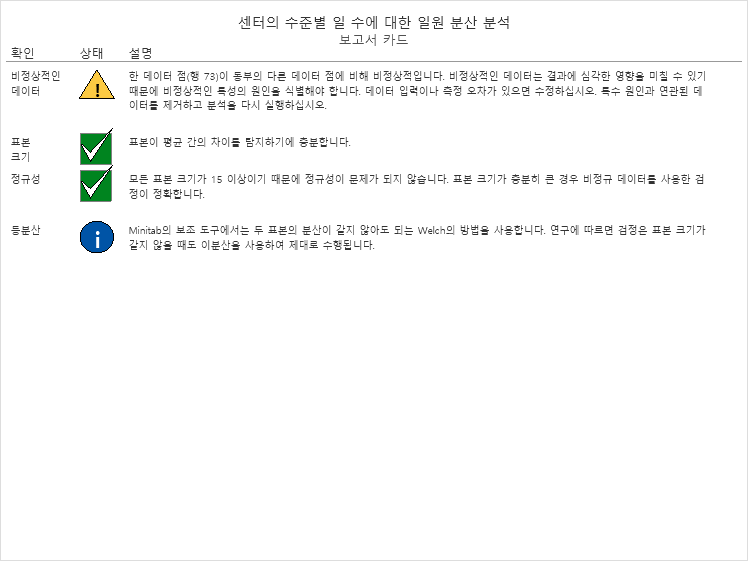 센터의 수준별 일 수에 대한 일원 분산 분석
보고서 카드
확인 상태 설명
비정상적인
데이터
한 데이터 점(행 73)이 동부의 다른 데이터 점에 비해 비정상적입니다. 비정상적인 데이터는 결과에 심각한 영향을 미칠 수 있기
때문에 비정상적인 특성의 원인을 식별해야 합니다. 데이터 입력이나 측정 오차가 있으면 수정하십시오. 특수 원인과 연관된 데
이터를 제거하고 분석을 다시 실행하십시오.
표본
크기
표본이 평균 간의 차이를 탐지하기에 충분합니다.
정규성
모든 표본 크기가 15 이상이기 때문에 정규성이 문제가 되지 않습니다. 표본 크기가 충분히 큰 경우 비정규 데이터를 사용한 검
정이 정확합니다.
등분산
Minitab의 보조 도구에서는 두 표본의 분산이 같지 않아도 되는 Welch의 방법을 사용합니다. 연구에 따르면 검정은 표본 크기가
같지 않을 때도 이분산을 사용하여 제대로 수행됩니다.